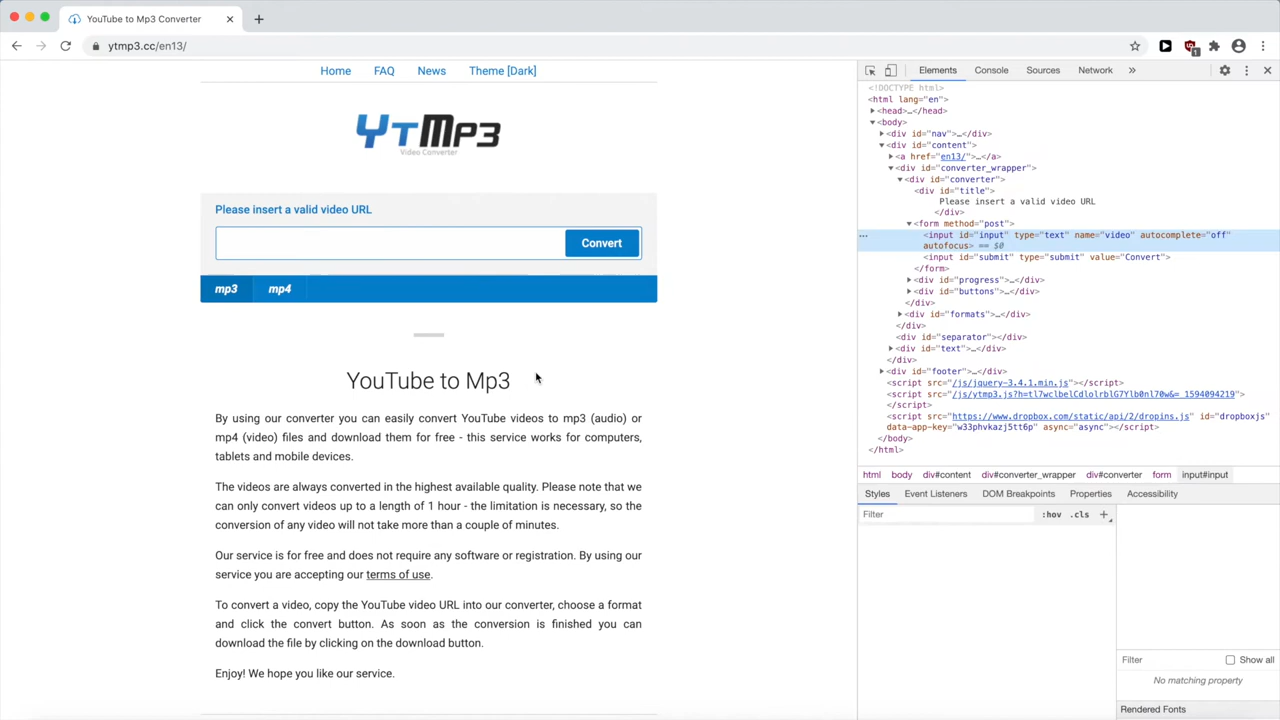 YouTube to Mp3 Converter
ytmp3.cc/en13/
1
Home FAQ News Theme [Dark]
YTMP3
Video Converter
Please insert a valid video URL
Convert
mp3 mp4
YouTube to Mp3
By using our converter you can easily convert YouTube videos to mp3 (audio) or
mp4 (video) files and download them for free - this service works for computers,
tablets and mobile devices.
The videos are always converted in the highest available quality. Please note that we
can only convert videos up to a length of 1 hour - the limitation is necessary, so the
conversion of any video will not take more than a couple of minutes.
Our service is for free and does not require any software or registration. By using our
service you are accepting our terms of use.
To convert a video, copy the YouTube video URL into our converter, choose a format
and click the convert button. As soon as the conversion is finished you can
download the file by clicking on the download button.
Enjoy! We hope you like our service.
Elements Console Sources Network
<!DOCTYPE html>
<html lang="en">
<head>…</head>
<body>
<div id="nav">…</div>
<div id="content">
<a href="en13/">…</a>
<div id="converter_wrapper">
<div id="converter">
<div id="title">
Please insert a valid video URL
</div>
<form method="post">
<input id="input" type="text" name="video" autocomplete="off"
autofocus> == $0
<input id="submit" type="submit" value="Convert">
</form>
<div id="progress">…</div>
<div id="buttons">…</div>
</div>
<div id="formats">…</div>
</div>
<div id="separator"></div>
<div id="text">…</div>
</div>
<div id="footer">…</div>
<script src="/js/jquery-3.4.1.min.js"></script>
<script src="/js/ytmp3.js?h=tl7wclbelCdlolrblG7Ylb0nl70w&=_1594094219">
</script>
<script src="https://www.dropbox.com/static/api/2/dropins.js" id="dropboxjs"
data-app-key="w33phvkazj5tt6p" async="async"></script>
</body>
</html>
html body div#content div#converter_wrapper div#converter form input#input
Styles Event Listeners DOM Breakpoints Properties Accessibility
Filter :hov .cls +
Filter Show all
No matching property
Rendered Fonts